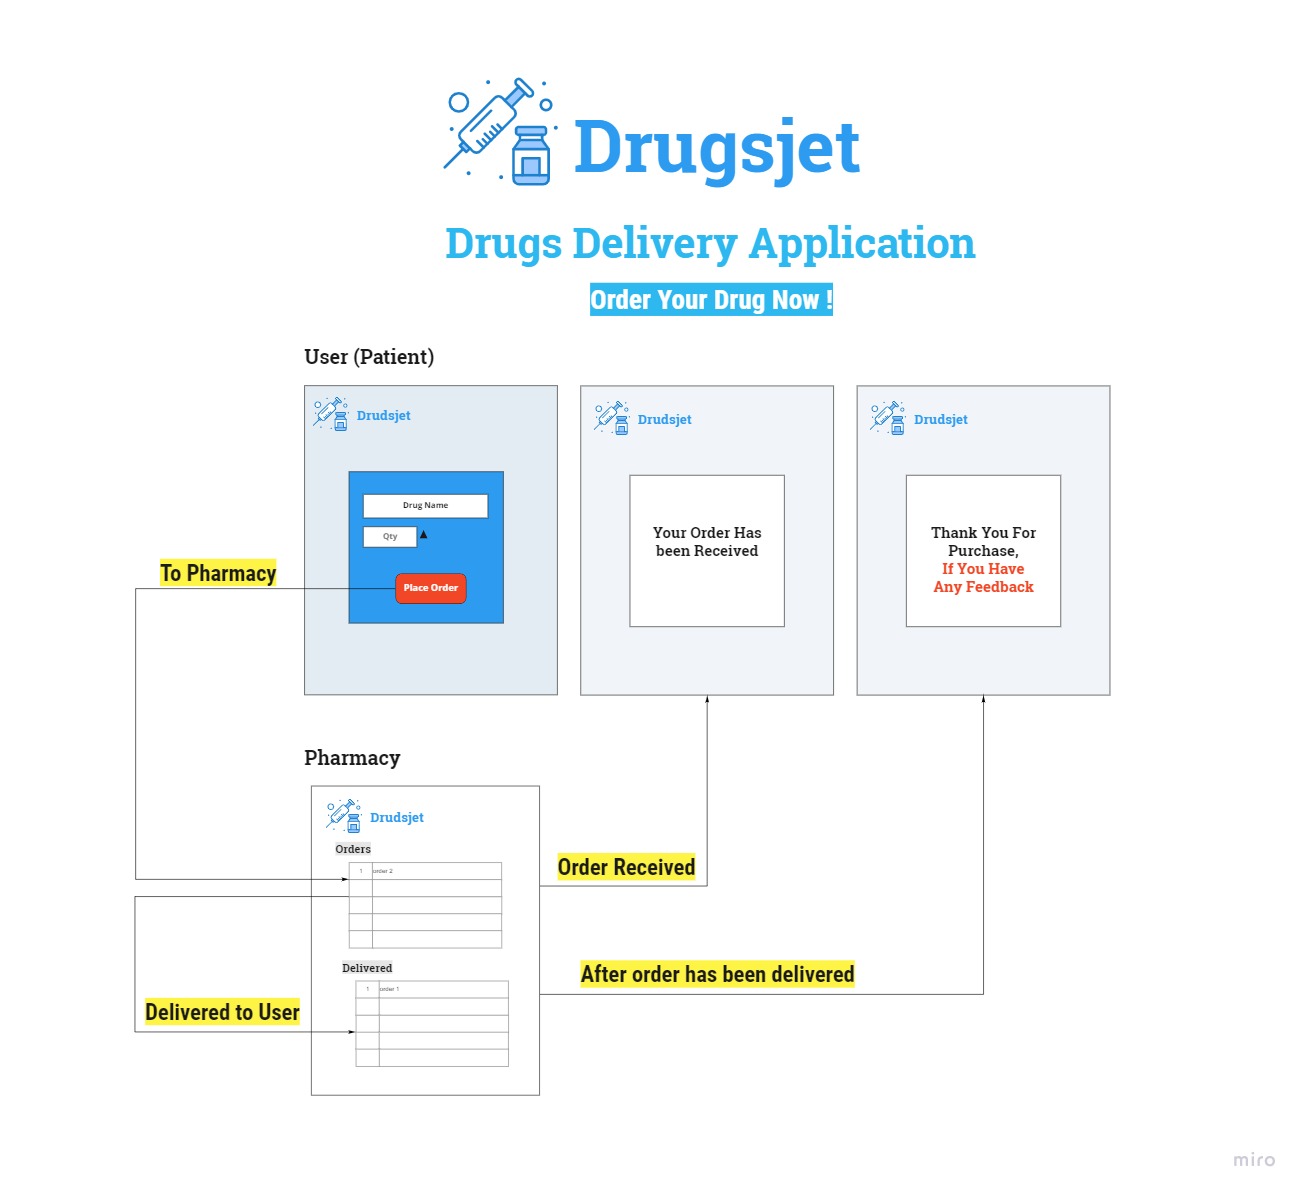 Drugsjet
Drugs Delivery Application
Order Your Drug Now !
User (Patient)
Drudsjet
Drug Name
Qty
Place Order
Drudsjet
Your Order Has
been Received
Drudsjet
Thank You For
Purchase,
If You Have
Any Feedback
To Pharmacy
Pharmacy
Drudsjet
Orders
1 order 2
Delivered
1 order 1
Order Received
After order has been delivered
Delivered to User
miro